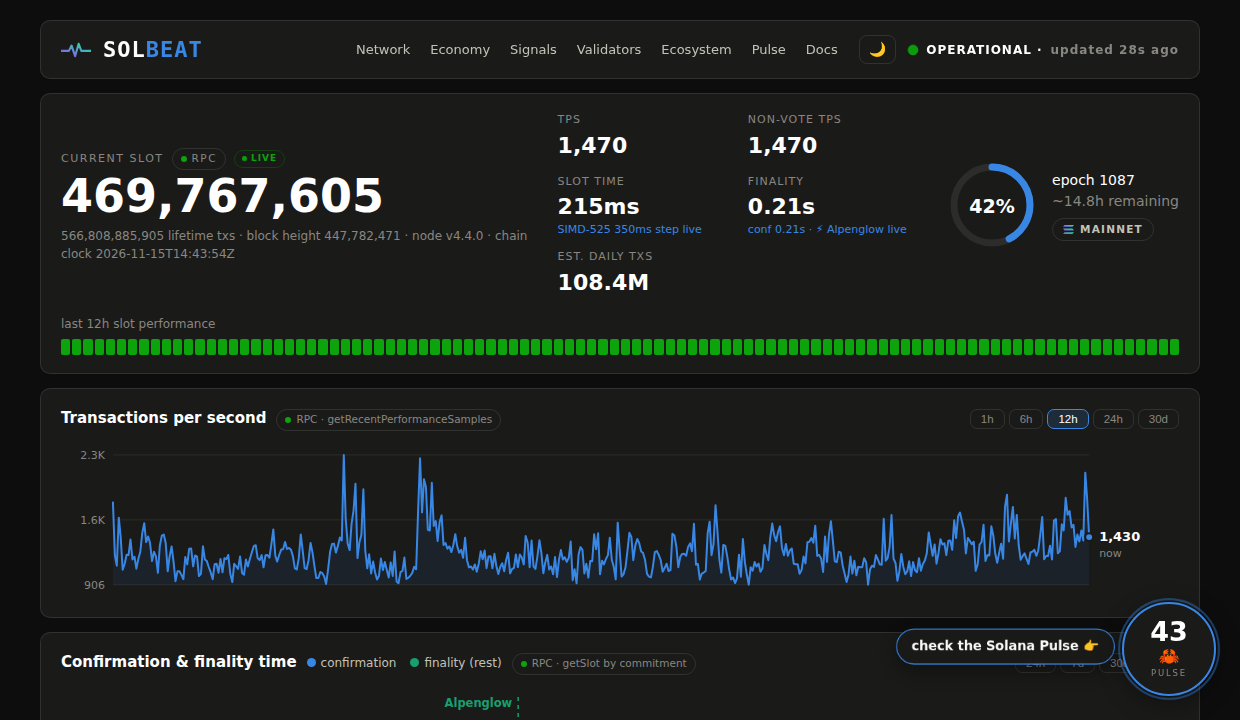 SOLBEAT
Network Economy Signals Validators Ecosystem Pulse Docs
OPERATIONAL · updated 28s ago
CURRENT SLOT RPC LIVE
469,767,605
566,808,885,905 lifetime txs · block height 447,782,471 · node v4.4.0 · chain
clock 2026-11-15T14:43:54Z
TPS
1,470
NON-VOTE TPS
1,470
SLOT TIME
215ms
SIMD-525 350ms step live
FINALITY
0.21s
conf 0.21s · ⚡ Alpenglow live
EST. DAILY TXS
108.4M
42%
epoch 1087
~14.8h remaining
MAINNET
last 12h slot performance
Transactions per second RPC · getRecentPerformanceSamples
1h 6h 12h 24h 30d
2.3K
1.6K
906
1,430
now
Confirmation & finality time confirmation finality (rest) RPC · getSlot by commitment
Alpenglow
check the Solana Pulse 👉
43
PULSE